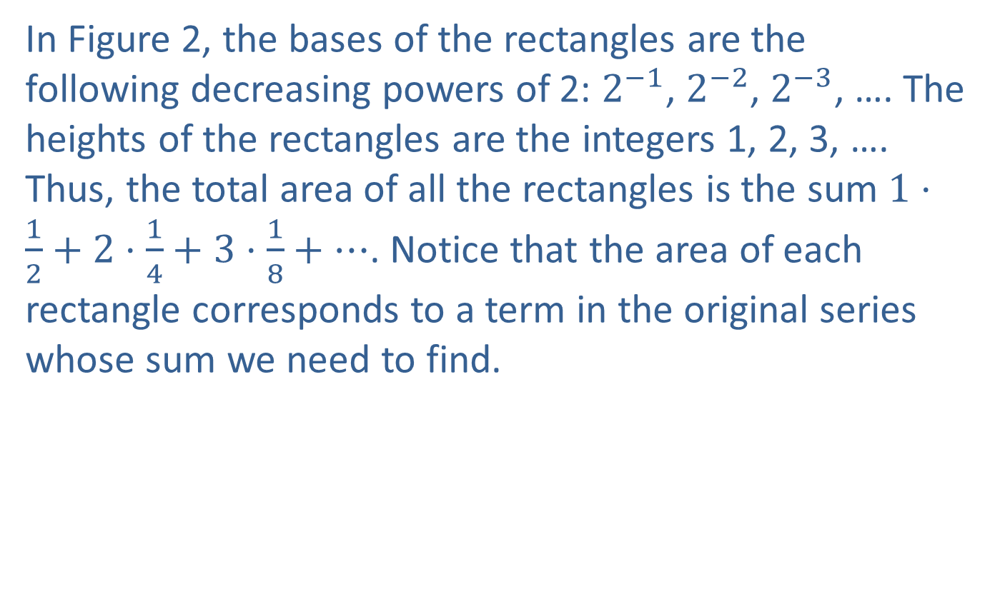 In Figure 2, the bases of the rectangles are the
following decreasing powers of 2: $2^{-1}$, $2^{-2}$, $2^{-3}$, …. The
heights of the rectangles are the integers 1, 2, 3, ….
Thus, the total area of all the rectangles is the sum $1 \cdot$
$\frac{1}{2} + 2 \cdot \frac{1}{4} + 3 \cdot \frac{1}{8} + \cdots$. Notice that the area of each
rectangle corresponds to a term in the original series
whose sum we need to find.